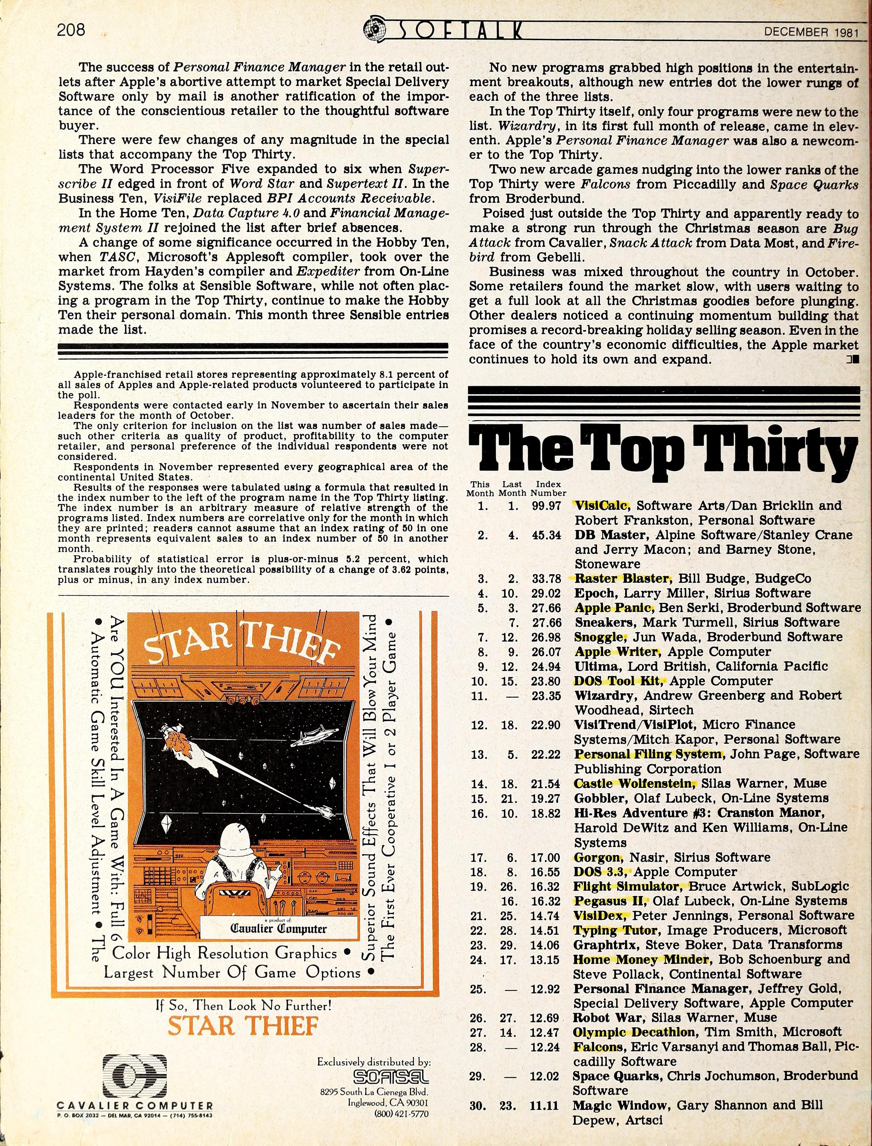 208
SOFTALK
DECEMBER 1981
The success of Personal Finance Manager in the retail out-
lets after Apple's abortive attempt to market Special Delivery
Software only by mail is another ratification of the impor-
tance of the conscientious retailer to the thoughtful software
buyer.
There were few changes of any magnitude in the special
lists that accompany the Top Thirty.
The Word Processor Five expanded to six when Super-
scribe II edged in front of Word Star and Supertext II. In the
Business Ten, VisiFile replaced BPI Accounts Receivable.
In the Home Ten, Data Capture 4.0 and Financial Manage-
ment System II rejoined the list after brief absences.
A change of some significance occurred in the Hobby Ten,
when TASC, Microsoft's Applesoft compiler, took over the
market from Hayden's compiler and Expediter from On-Line
Systems. The folks at Sensible Software, while not often plac-
ing a program in the Top Thirty, continue to make the Hobby
Ten their personal domain. This month three Sensible entries
made the list.
Apple-franchised retail stores representing approximately 8.1 percent of
all sales of Apples and Apple-related products volunteered to participate in
the poll.
Respondents were contacted early in November to ascertain their sales
leaders for the month of October.
The only criterion for inclusion on the list was number of sales made—
such other criteria as quality of product, profitability to the computer
retailer, and personal preference of the individual respondents were not
considered.
Respondents in November represented every geographical area of the
continental United States.
Results of the responses were tabulated using a formula that resulted in
the index number to the left of the program name in the Top Thirty listing.
The index number is an arbitrary measure of relative strength of the
programs listed. Index numbers are correlative only for the month in which
they are printed; readers cannot assume that an index rating of 50 in one
month represents equivalent sales to an index number of 50 in another
month.
Probability of statistical error is plus-or-minus 5.2 percent, which
translates roughly into the theoretical possibility of a change of 3.62 points,
plus or minus, in any index number.
• Automatic Game Skill Level Adjustment • The
Are YOU Interested In A Game With: Full 6
STAR THIEF
Superior Sound Effects That Will Blow Your Mind
The First Ever Cooperative 1 or 2 Player Game •
a product of
Cavalier Computer
Color High Resolution Graphics •
Largest Number Of Game Options •
If So, Then Look No Further!
STAR THIEF
CAVALIER COMPUTER
P. O. BOX 2032 — DEL MAR, CA 92014 — (714) 755-8143
Exclusively distributed by:
SOFTSEL
8295 South La Cienega Blvd.
Inglewood, CA 90301
(800) 421-5770
No new programs grabbed high positions in the entertain-
ment breakouts, although new entries dot the lower rungs of
each of the three lists.
In the Top Thirty itself, only four programs were new to the
list. Wizardry, in its first full month of release, came in elev-
enth. Apple's Personal Finance Manager was also a newcom-
er to the Top Thirty.
Two new arcade games nudging into the lower ranks of the
Top Thirty were Falcons from Piccadilly and Space Quarks
from Broderbund.
Poised just outside the Top Thirty and apparently ready to
make a strong run through the Christmas season are Bug
Attack from Cavalier, Snack Attack from Data Most, and Fire-
bird from Gebelli.
Business was mixed throughout the country in October.
Some retailers found the market slow, with users waiting to
get a full look at all the Christmas goodies before plunging.
Other dealers noticed a continuing momentum building that
promises a record-breaking holiday selling season. Even in the
face of the country's economic difficulties, the Apple market
continues to hold its own and expand.
The Top Thirty
This Last Index
Month Month Number
1. 1. 99.97 VisiCalc, Software Arts/Dan Bricklin and
Robert Frankston, Personal Software
2. 4. 45.34 DB Master, Alpine Software/Stanley Crane
and Jerry Macon; and Barney Stone,
Stoneware
3. 2. 33.78 Raster Blaster, Bill Budge, BudgeCo
4. 10. 29.02 Epoch, Larry Miller, Sirius Software
5. 3. 27.66 Apple Panic, Ben Serki, Broderbund Software
7. 27.66 Sneakers, Mark Turmell, Sirius Software
7. 12. 26.98 Snoggle, Jun Wada, Broderbund Software
8. 9. 26.07 Apple Writer, Apple Computer
9. 12. 24.94 Ultima, Lord British, California Pacific
10. 15. 23.80 DOS Tool Kit, Apple Computer
11. — 23.35 Wizardry, Andrew Greenberg and Robert
Woodhead, Sirtech
12. 18. 22.90 VisiTrend/VisiPlot, Micro Finance
Systems/Mitch Kapor, Personal Software
13. 5. 22.22 Personal Filing System, John Page, Software
Publishing Corporation
14. 18. 21.54 Castle Wolfenstein, Silas Warner, Muse
15. 21. 19.27 Gobbler, Olaf Lubeck, On-Line Systems
16. 10. 18.82 Hi-Res Adventure #3: Cranston Manor,
Harold DeWitz and Ken Williams, On-Line
Systems
17. 6. 17.00 Gorgon, Nasir, Sirius Software
18. 8. 16.55 DOS 3.3, Apple Computer
19. 26. 16.32 Flight Simulator, Bruce Artwick, SubLogic
16. 16.32 Pegasus II, Olaf Lubeck, On-Line Systems
21. 25. 14.74 VisiDex, Peter Jennings, Personal Software
22. 28. 14.51 Typing Tutor, Image Producers, Microsoft
23. 29. 14.06 Graphtrix, Steve Boker, Data Transforms
24. 17. 13.15 Home Money Minder, Bob Schoenburg and
Steve Pollack, Continental Software
25. — 12.92 Personal Finance Manager, Jeffrey Gold,
Special Delivery Software, Apple Computer
26. 27. 12.69 Robot War, Silas Warner, Muse
27. 14. 12.47 Olympic Decathlon, Tim Smith, Microsoft
28. — 12.24 Falcons, Eric Varsanyi and Thomas Ball, Pic-
cadilly Software
29. — 12.02 Space Quarks, Chris Jochumson, Broderbund
Software
30. 23. 11.11 Magic Window, Gary Shannon and Bill
Depew, Artsci